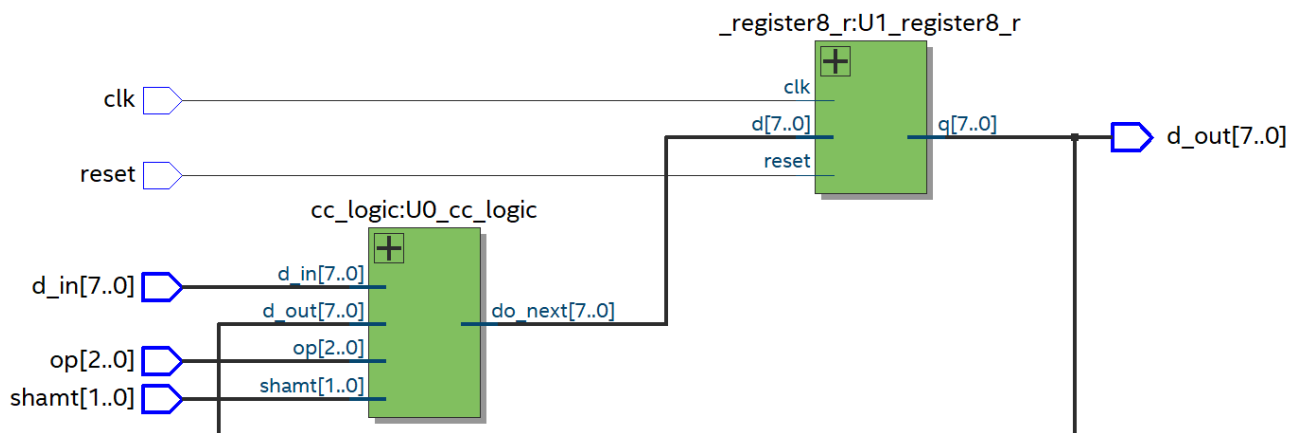 _register8_r:U1_register8_r
clk
clk
d[7..0]
q[7..0]
d_out[7..0]
reset
reset
cc_logic:U0_cc_logic
d_in[7..0]
d_in[7..0]
d_out[7..0]
do_next[7..0]
op[2..0]
op[2..0]
shamt[1..0]
shamt[1..0]